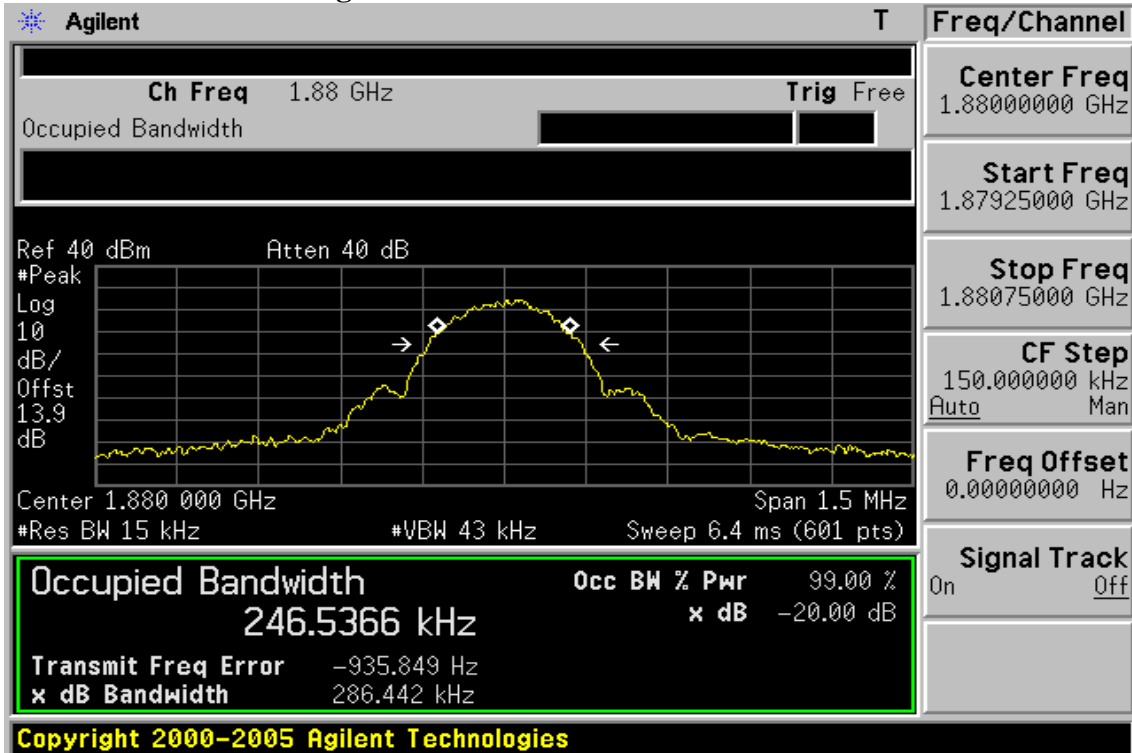 Agilent T
Freq/Channel
Ch Freq 1.88 GHz Trig Free
Occupied Bandwidth
Center Freq
1.88000000 GHz
Start Freq
1.87925000 GHz
Stop Freq
1.88075000 GHz
CF Step
150.000000 kHz
Auto Man
Freq Offset
0.00000000 Hz
Signal Track
On Off
Ref 40 dBm Atten 40 dB
#Peak
Log
10
dB/
Offst
13.9
dB
Center 1.880 000 GHz Span 1.5 MHz
#Res BW 15 kHz #VBW 43 kHz Sweep 6.4 ms (601 pts)
Occupied Bandwidth Occ BW % Pwr 99.00 %
246.5366 kHz x dB -20.00 dB
Transmit Freq Error -935.849 Hz
x dB Bandwidth 286.442 kHz
Copyright 2000-2005 Agilent Technologies